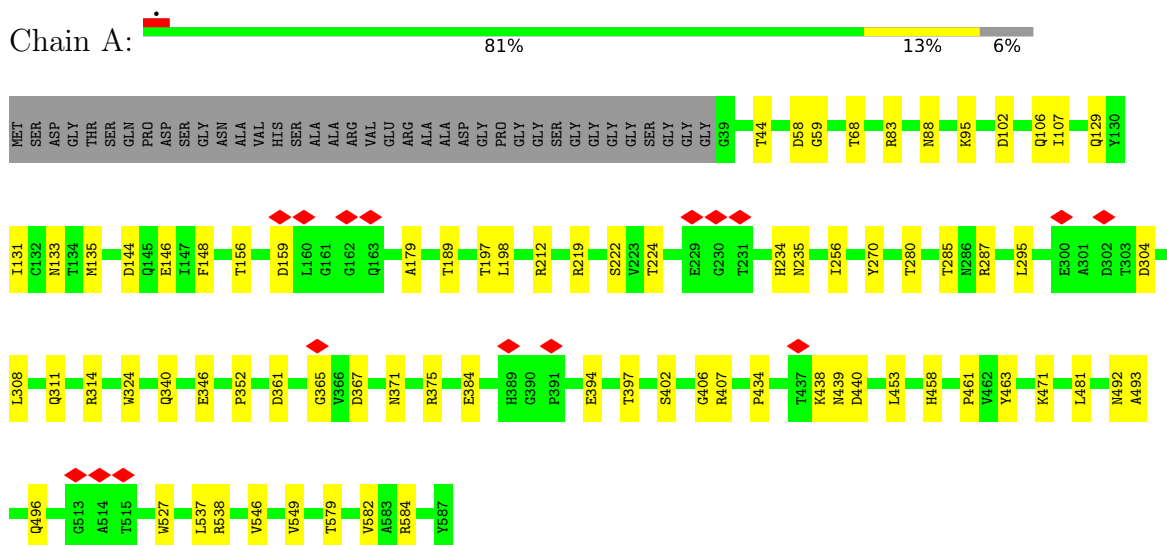 Chain A:
81% 13% 6%
MET SER ASP GLY THR SER GLN PRO ASP SER GLY ASN ALA VAL HIS SER ALA ALA ARG VAL GLU ARG ALA ALA ASP GLY PRO GLY GLY SER GLY GLY GLY GLY SER GLY GLY GLY G39 T44 D58 G59 T68 R83 N88 K95 D102 Q106 I107 Q129 Y130
I131 C132 N133 T134 M135 D144 Q145 E146 I147 F148 T156 D159 L160 G161 G162 Q163 A179 T189 T197 L198 R212 R219 S222 V223 T224 E229 G230 T231 H234 N235 I256 Y270 T280 T285 N286 R287 L295 E300 A301 D302 T303 D304
L308 Q311 R314 W324 Q340 E346 P352 D361 G365 V366 D367 N371 R375 E384 H389 G390 P391 E394 T397 S402 G406 R407 P434 T437 K438 N439 D440 L453 H458 P461 V462 Y463 K471 L481 N492 A493
Q496 G513 A514 T515 W527 L537 R538 V546 V549 T579 V582 A583 R584 Y587